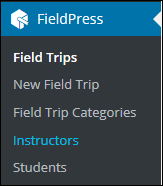 FieldPress
Field Trips
New Field Trip
Field Trip Categories
Instructors
Students